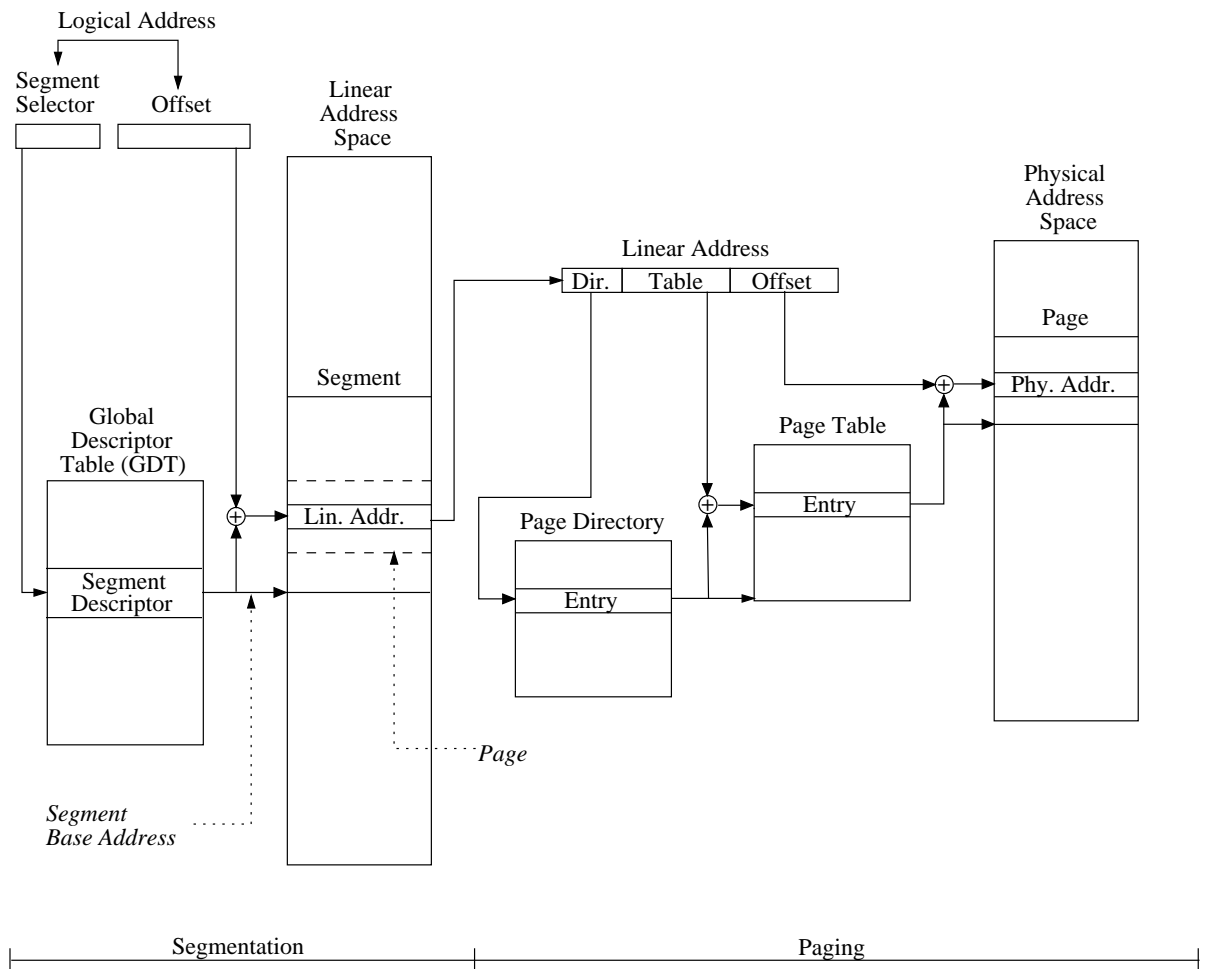 Logical Address
Segment
Selector
Offset
Linear
Address
Space
Physical
Address
Space
Linear Address
Dir.
Table
Offset
Page
Segment
Phy. Addr.
Global
Descriptor
Table (GDT)
Page Table
Lin. Addr.
Entry
Page Directory
Segment
Descriptor
Entry
Page
Segment
Base Address
Segmentation
Paging